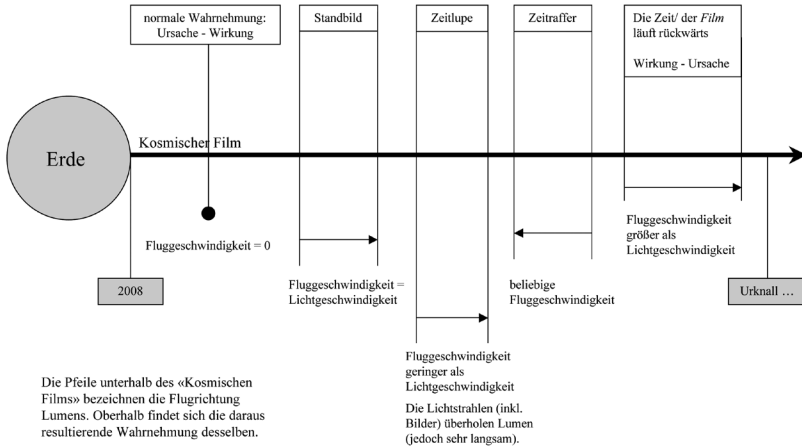 normale Wahrnehmung:
Ursache - Wirkung
Standbild
Zeitlupe
Zeitraffer
Die Zeit/ der Film
läuft rückwärts
Wirkung - Ursache
Erde
Kosmischer Film
Fluggeschwindigkeit = 0
Fluggeschwindigkeit =
Lichtgeschwindigkeit
Fluggeschwindigkeit
geringer als
Lichtgeschwindigkeit
Die Lichtstrahlen (inkl.
Bilder) überholen Lumen
(jedoch sehr langsam).
beliebige
Fluggeschwindigkeit
Fluggeschwindigkeit
größer als
Lichtgeschwindigkeit
2008
Urknall ...
Die Pfeile unterhalb des «Kosmischen
Films» bezeichnen die Flugrichtung
Lumens. Oberhalb findet sich die daraus
resultierende Wahrnehmung desselben.